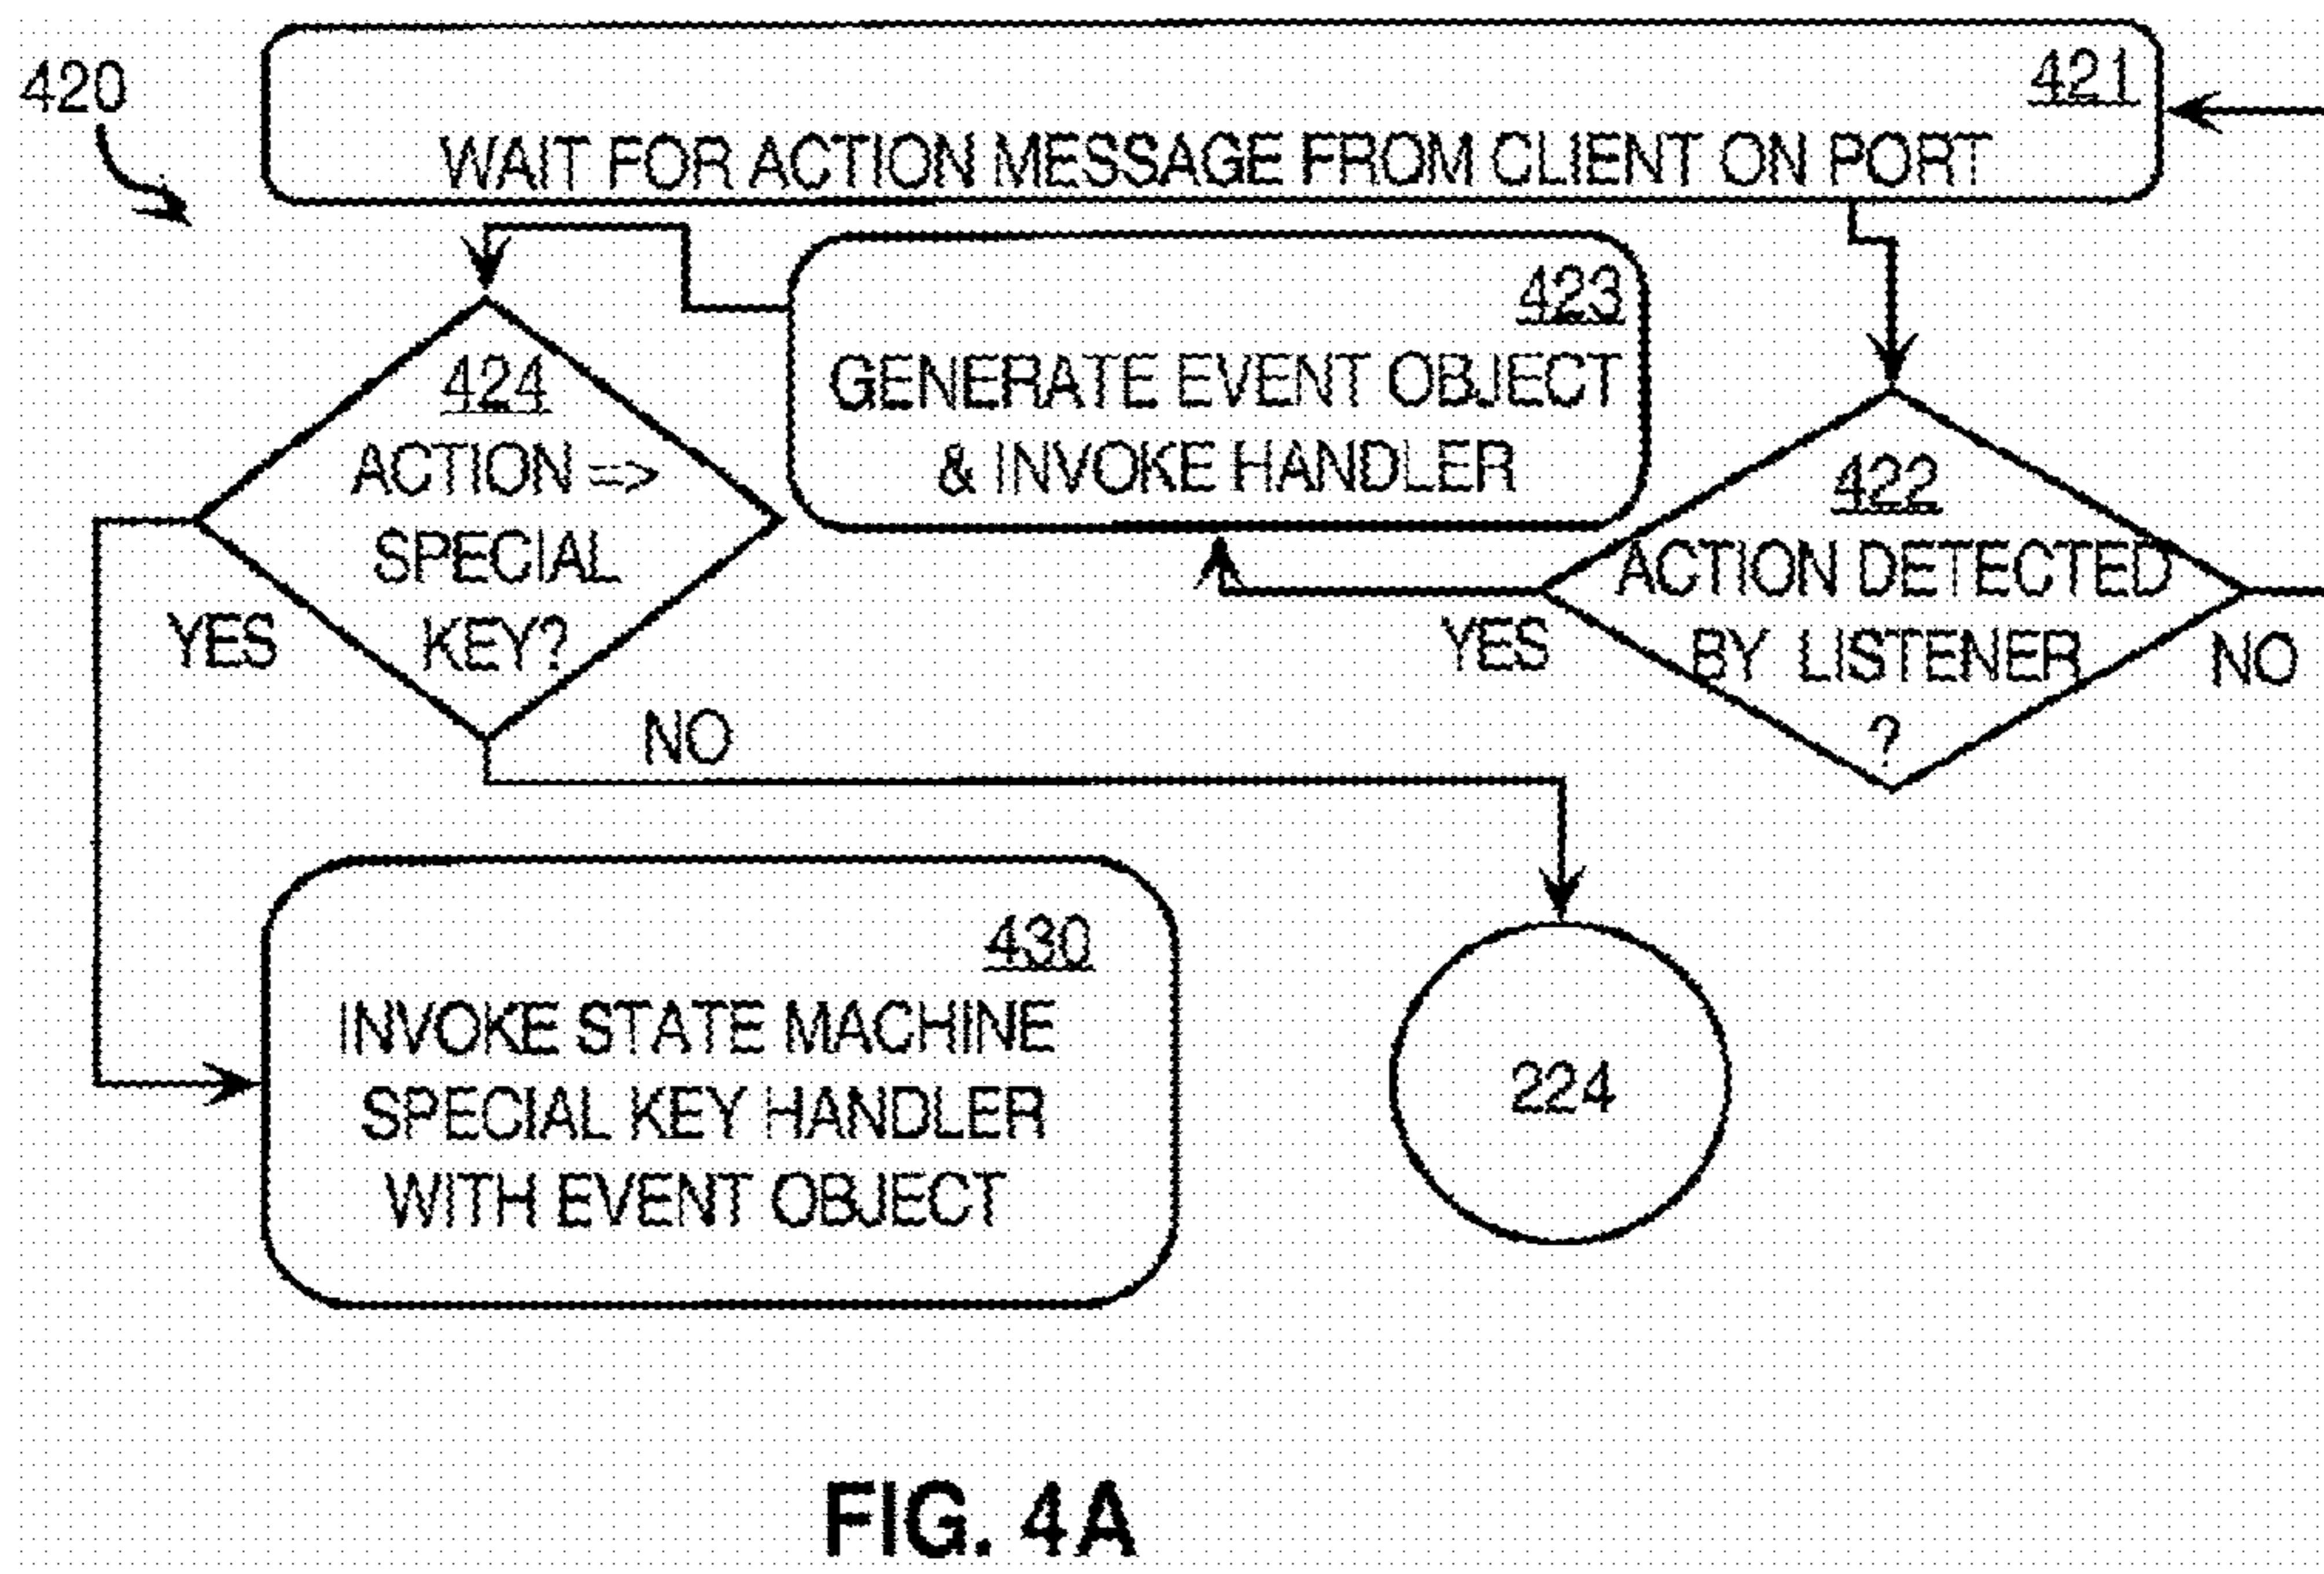 420
421
WAIT FOR ACTION MESSAGE FROM CLIENT ON PORT
423
GENERATE EVENT OBJECT
& INVOKE HANDLER
424
ACTION =>
SPECIAL
KEY?
YES
NO
422
ACTION DETECTED
BY LISTENER
?
YES
NO
430
INVOKE STATE MACHINE
SPECIAL KEY HANDLER
WITH EVENT OBJECT
224
FIG. 4A